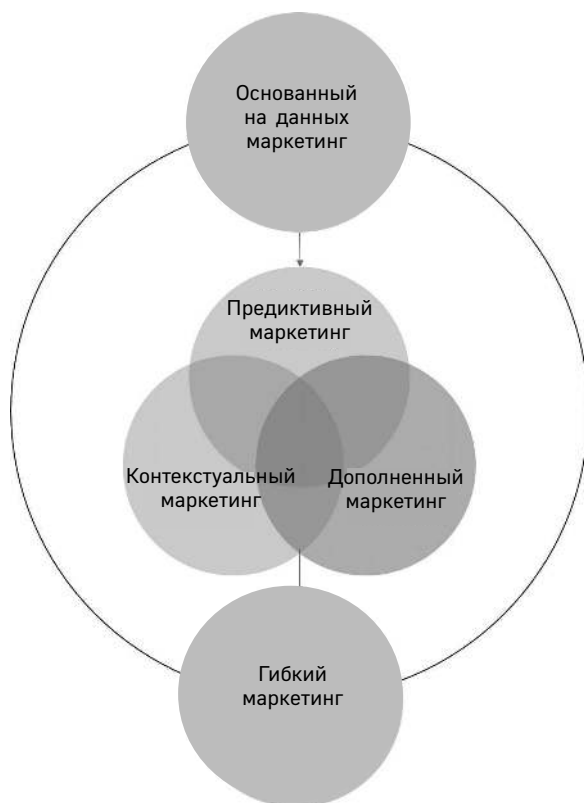 Основанный
на данных
маркетинг
Предиктивный
маркетинг
Контекстуальный
маркетинг
Дополненный
маркетинг
Гибкий
маркетинг